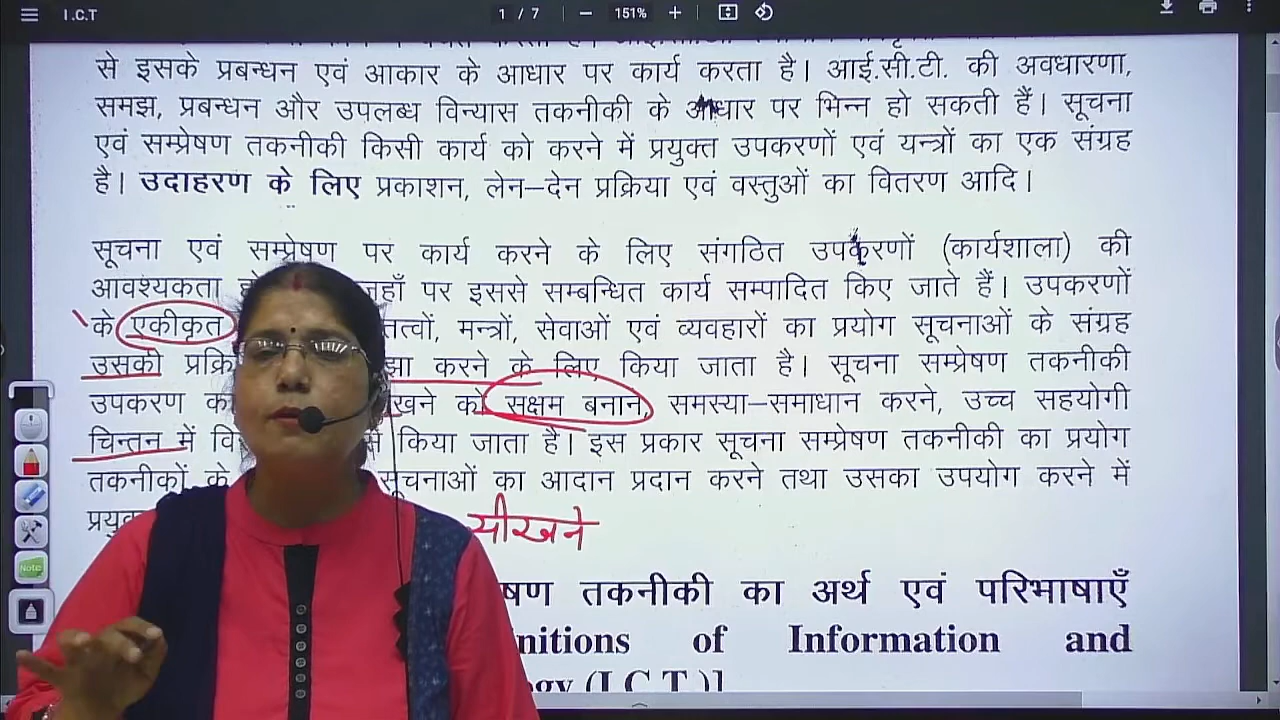 I.C.T
1 / 7
151%
से इसके प्रबन्धन एवं आकार के आधार पर कार्य करता है। आई.सी.टी. की अवधारणा,
समझ, प्रबन्धन और उपलब्ध विन्यास तकनीकी के आधार पर भिन्न हो सकती हैं। सूचना
एवं सम्प्रेषण तकनीकी किसी कार्य को करने में प्रयुक्त उपकरणों एवं यन्त्रों का एक संग्रह
है। उदाहरण के लिए प्रकाशन, लेन–देन प्रक्रिया एवं वस्तुओं का वितरण आदि।
सूचना एवं सम्प्रेषण पर कार्य करने के लिए संगठित उपकरणों (कार्यशाला) की
आवश्यकता जहाँ पर इससे सम्बन्धित कार्य सम्पादित किए जाते हैं। उपकरणों
के एकीकृत तत्वों, मन्त्रों, सेवाओं एवं व्यवहारों का प्रयोग सूचनाओं के संग्रह
उसकी करने के लिए किया जाता है। सूचना सम्प्रेषण तकनीकी
उपकरण को सक्षम बनाने, समस्या–समाधान करने, उच्च सहयोगी
चिन्तन में किया जाता है। इस प्रकार सूचना सम्प्रेषण तकनीकी का प्रयोग
तकनीकों के सूचनाओं का आदान प्रदान करने तथा उसका उपयोग करने में
सीखने
तकनीकी का अर्थ एवं परिभाषाएँ
of Information and
(I.C.T.)]
Note